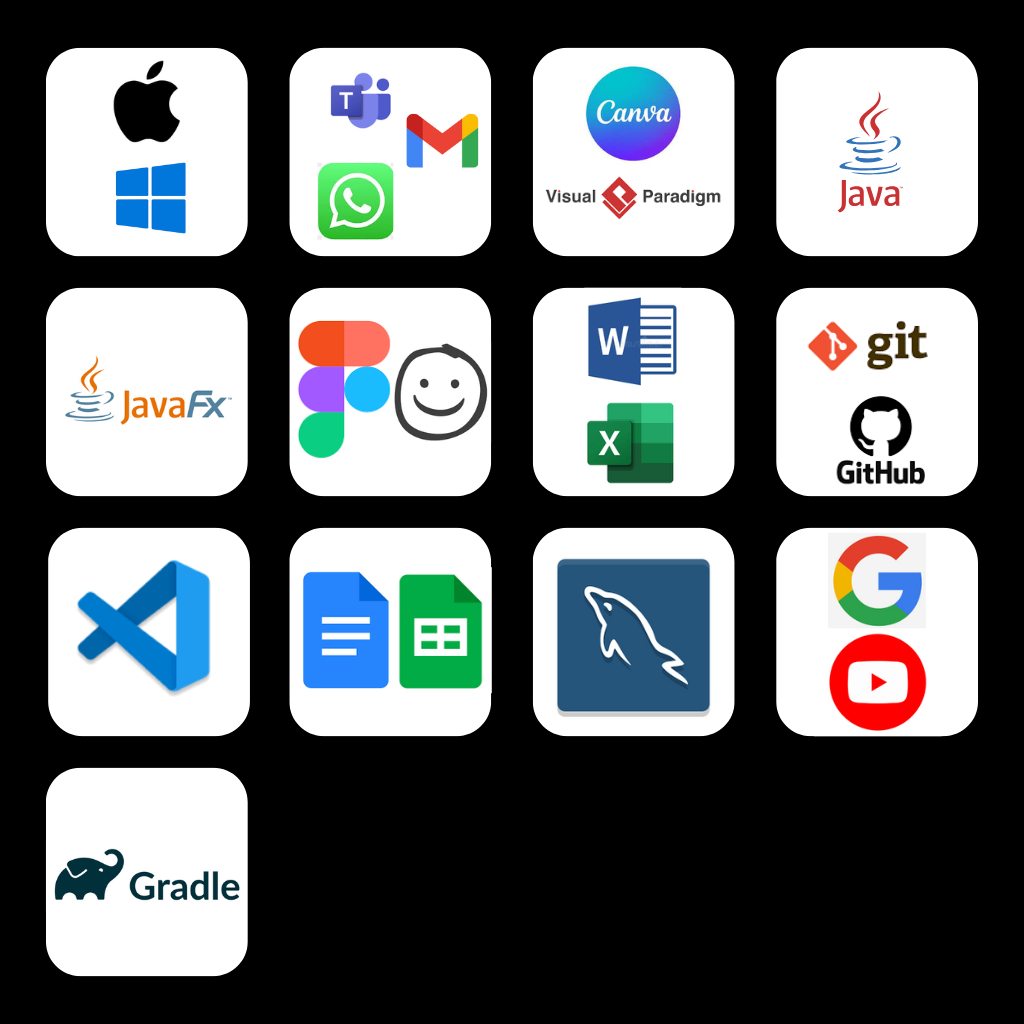 T
Canva
Visual Paradigm
Java
JavaFx
W
X
git
GitHub
G
Gradle